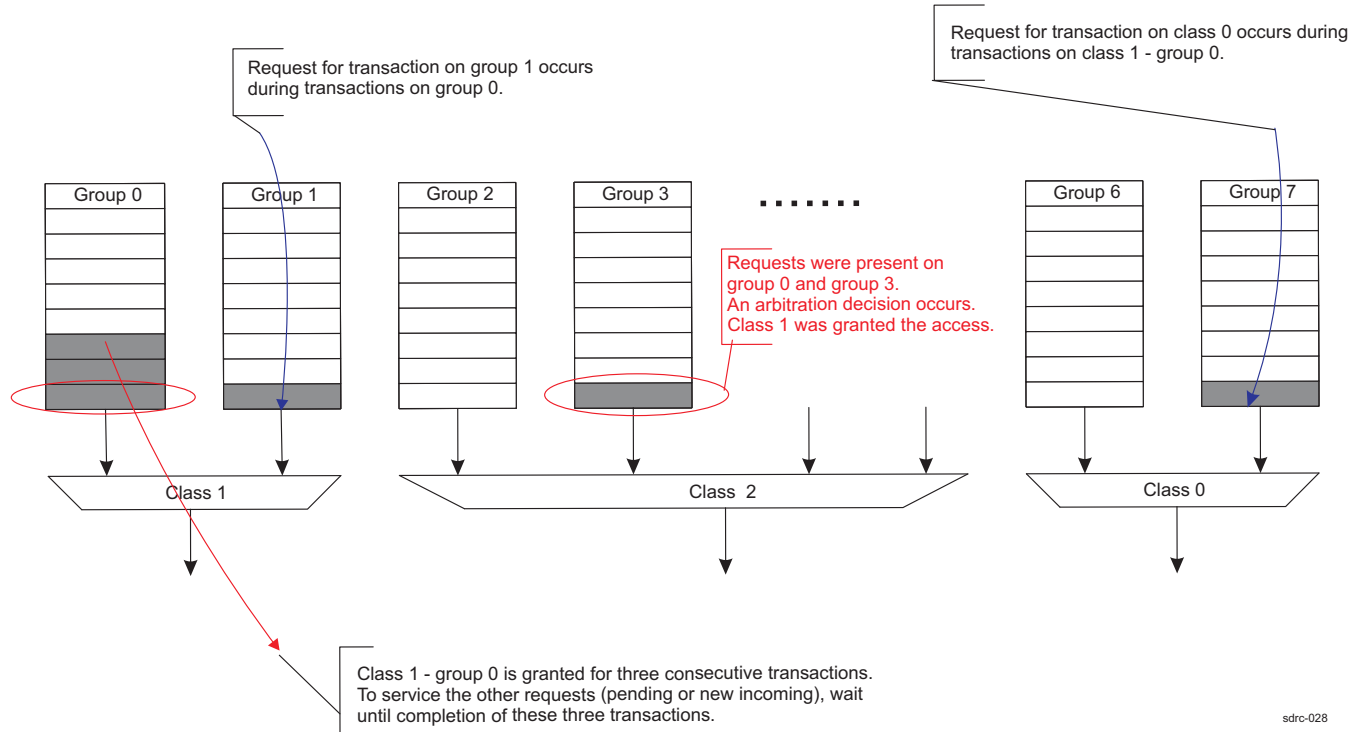 Request for transaction on class 0 occurs during
transactions on class 1 - group 0.
Request for transaction on group 1 occurs
during transactions on group 0.
Group 0
Group 1
Group 2
Group 3
.......
Group 6
Group 7
Requests were present on
group 0 and group 3.
An arbitration decision occurs.
Class 1 was granted the access.
Class 1
Class 2
Class 0
Class 1 - group 0 is granted for three consecutive transactions.
To service the other requests (pending or new incoming), wait
until completion of these three transactions.
sdrc-028